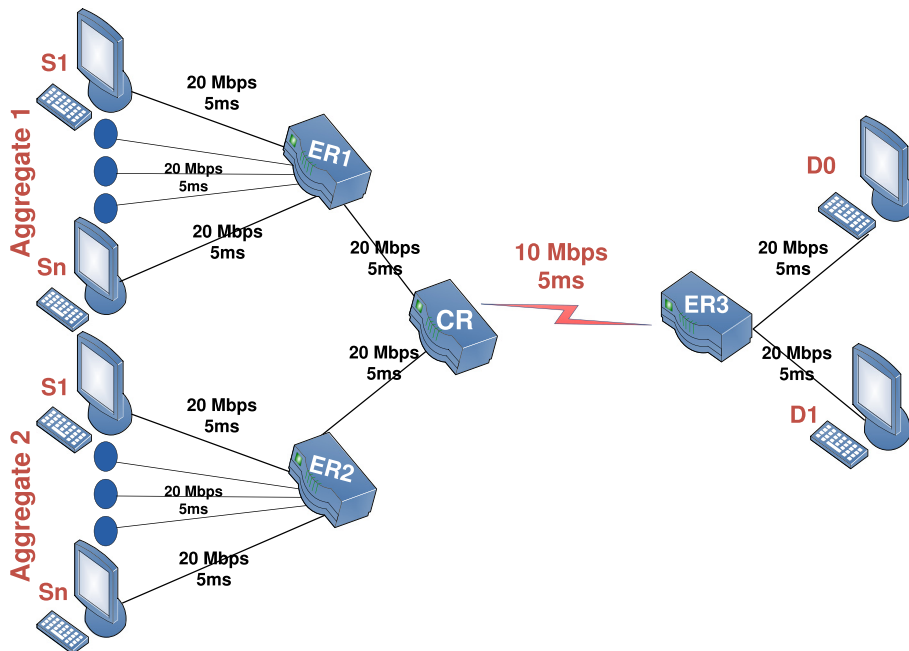 S1
20 Mbps
5ms
Aggregate 1
20 Mbps
5ms
ER1
Sn
20 Mbps
5ms
20 Mbps
5ms
10 Mbps
5ms
CR
D0
20 Mbps
5ms
ER3
S1
20 Mbps
5ms
20 Mbps
5ms
20 Mbps
5ms
D1
Aggregate 2
20 Mbps
5ms
ER2
Sn
20 Mbps
5ms